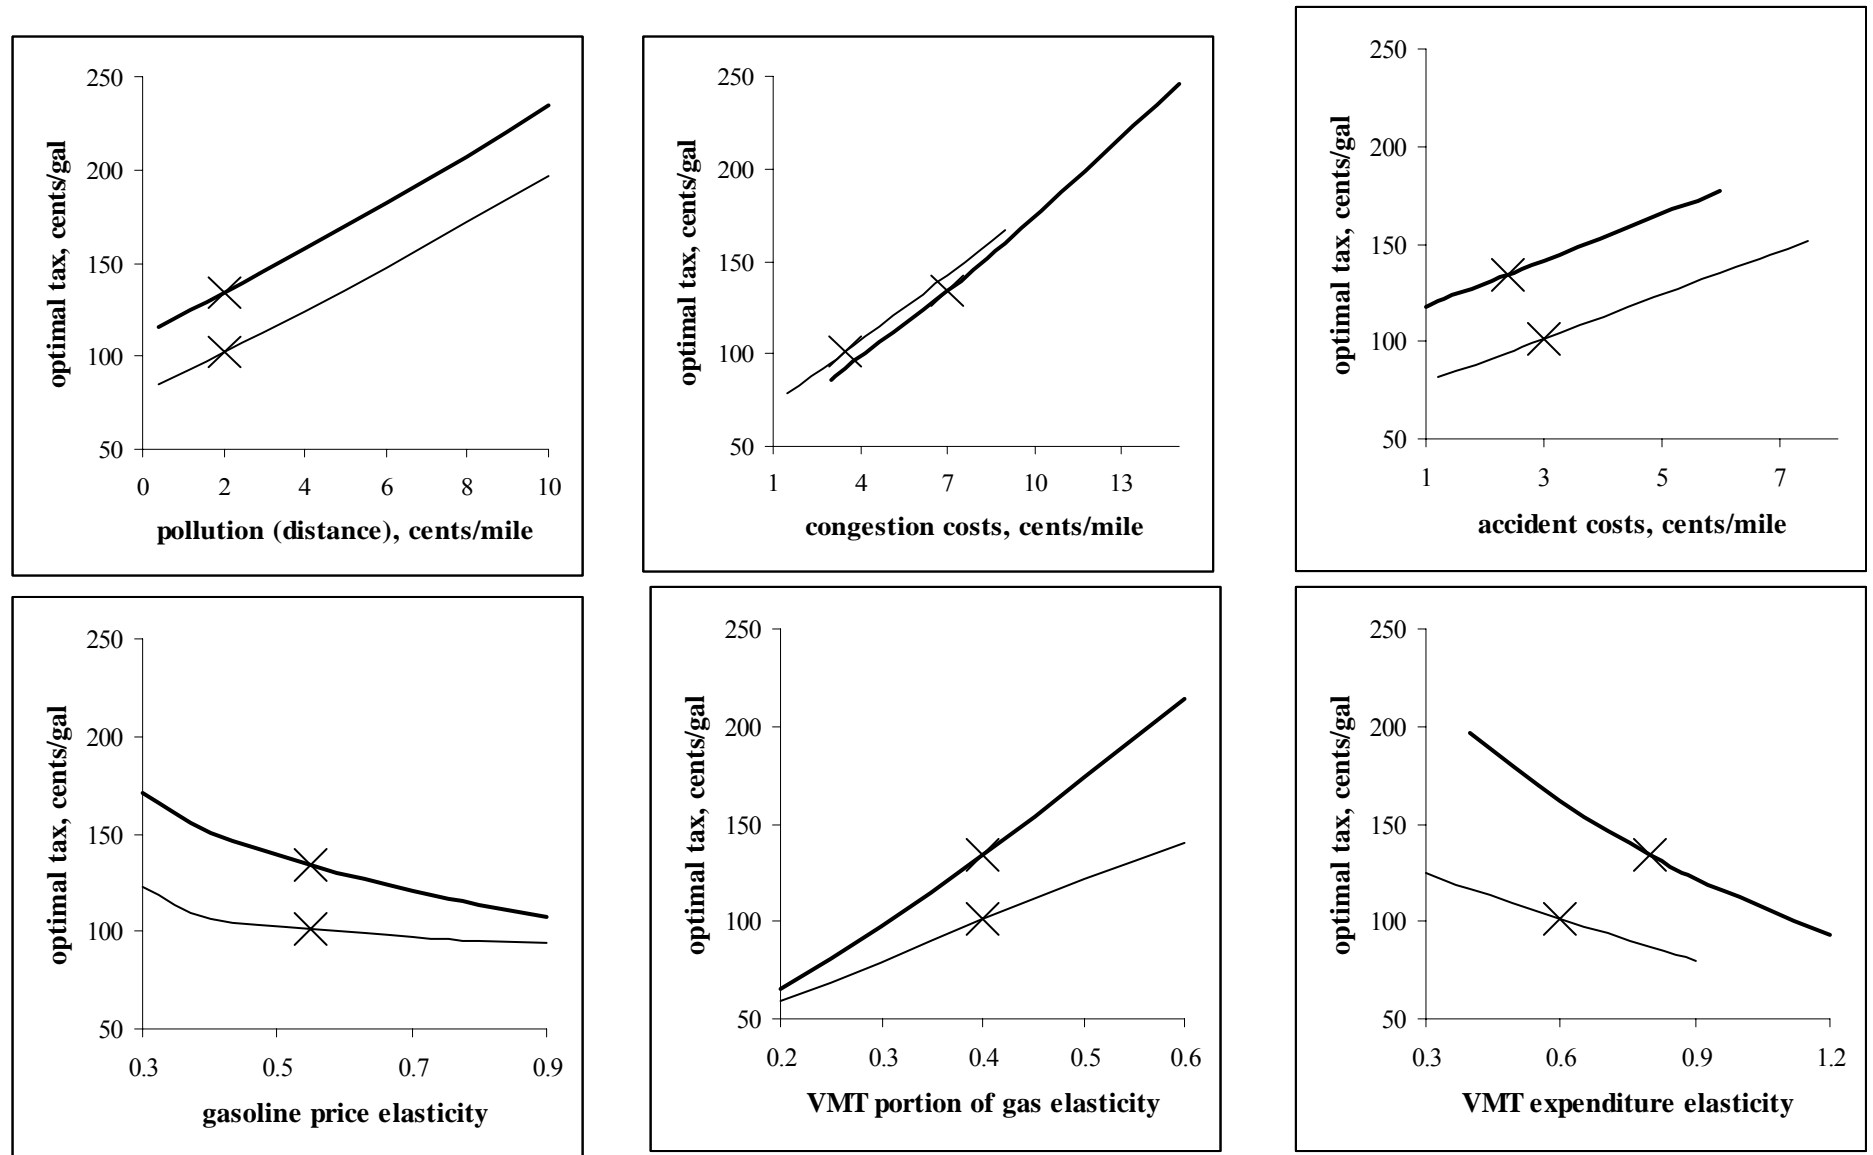 optimal tax, cents/gal
250
200
150
100
50
0 2 4 6 8 10
pollution (distance), cents/mile
optimal tax, cents/gal
250
200
150
100
50
1 4 7 10 13
congestion costs, cents/mile
optimal tax, cents/gal
250
200
150
100
50
1 3 5 7
accident costs, cents/mile
optimal tax, cents/gal
250
200
150
100
50
0.3 0.5 0.7 0.9
gasoline price elasticity
optimal tax, cents/gal
250
200
150
100
50
0.2 0.3 0.4 0.5 0.6
VMT portion of gas elasticity
optimal tax, cents/gal
250
200
150
100
50
0.3 0.6 0.9 1.2
VMT expenditure elasticity